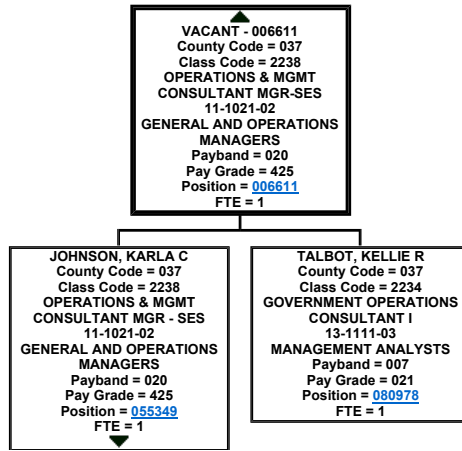 VACANT - 006611
County Code = 037
Class Code = 2238
OPERATIONS & MGMT
CONSULTANT MGR-SES
11-1021-02
GENERAL AND OPERATIONS
MANAGERS
Payband = 020
Pay Grade = 425
Position = 006611
FTE = 1
JOHNSON, KARLA C
County Code = 037
Class Code = 2238
OPERATIONS & MGMT
CONSULTANT MGR - SES
11-1021-02
GENERAL AND OPERATIONS
MANAGERS
Payband = 020
Pay Grade = 425
Position = 055349
FTE = 1
TALBOT, KELLIE R
County Code = 037
Class Code = 2234
GOVERNMENT OPERATIONS
CONSULTANT I
13-1111-03
MANAGEMENT ANALYSTS
Payband = 007
Pay Grade = 021
Position = 080978
FTE = 1